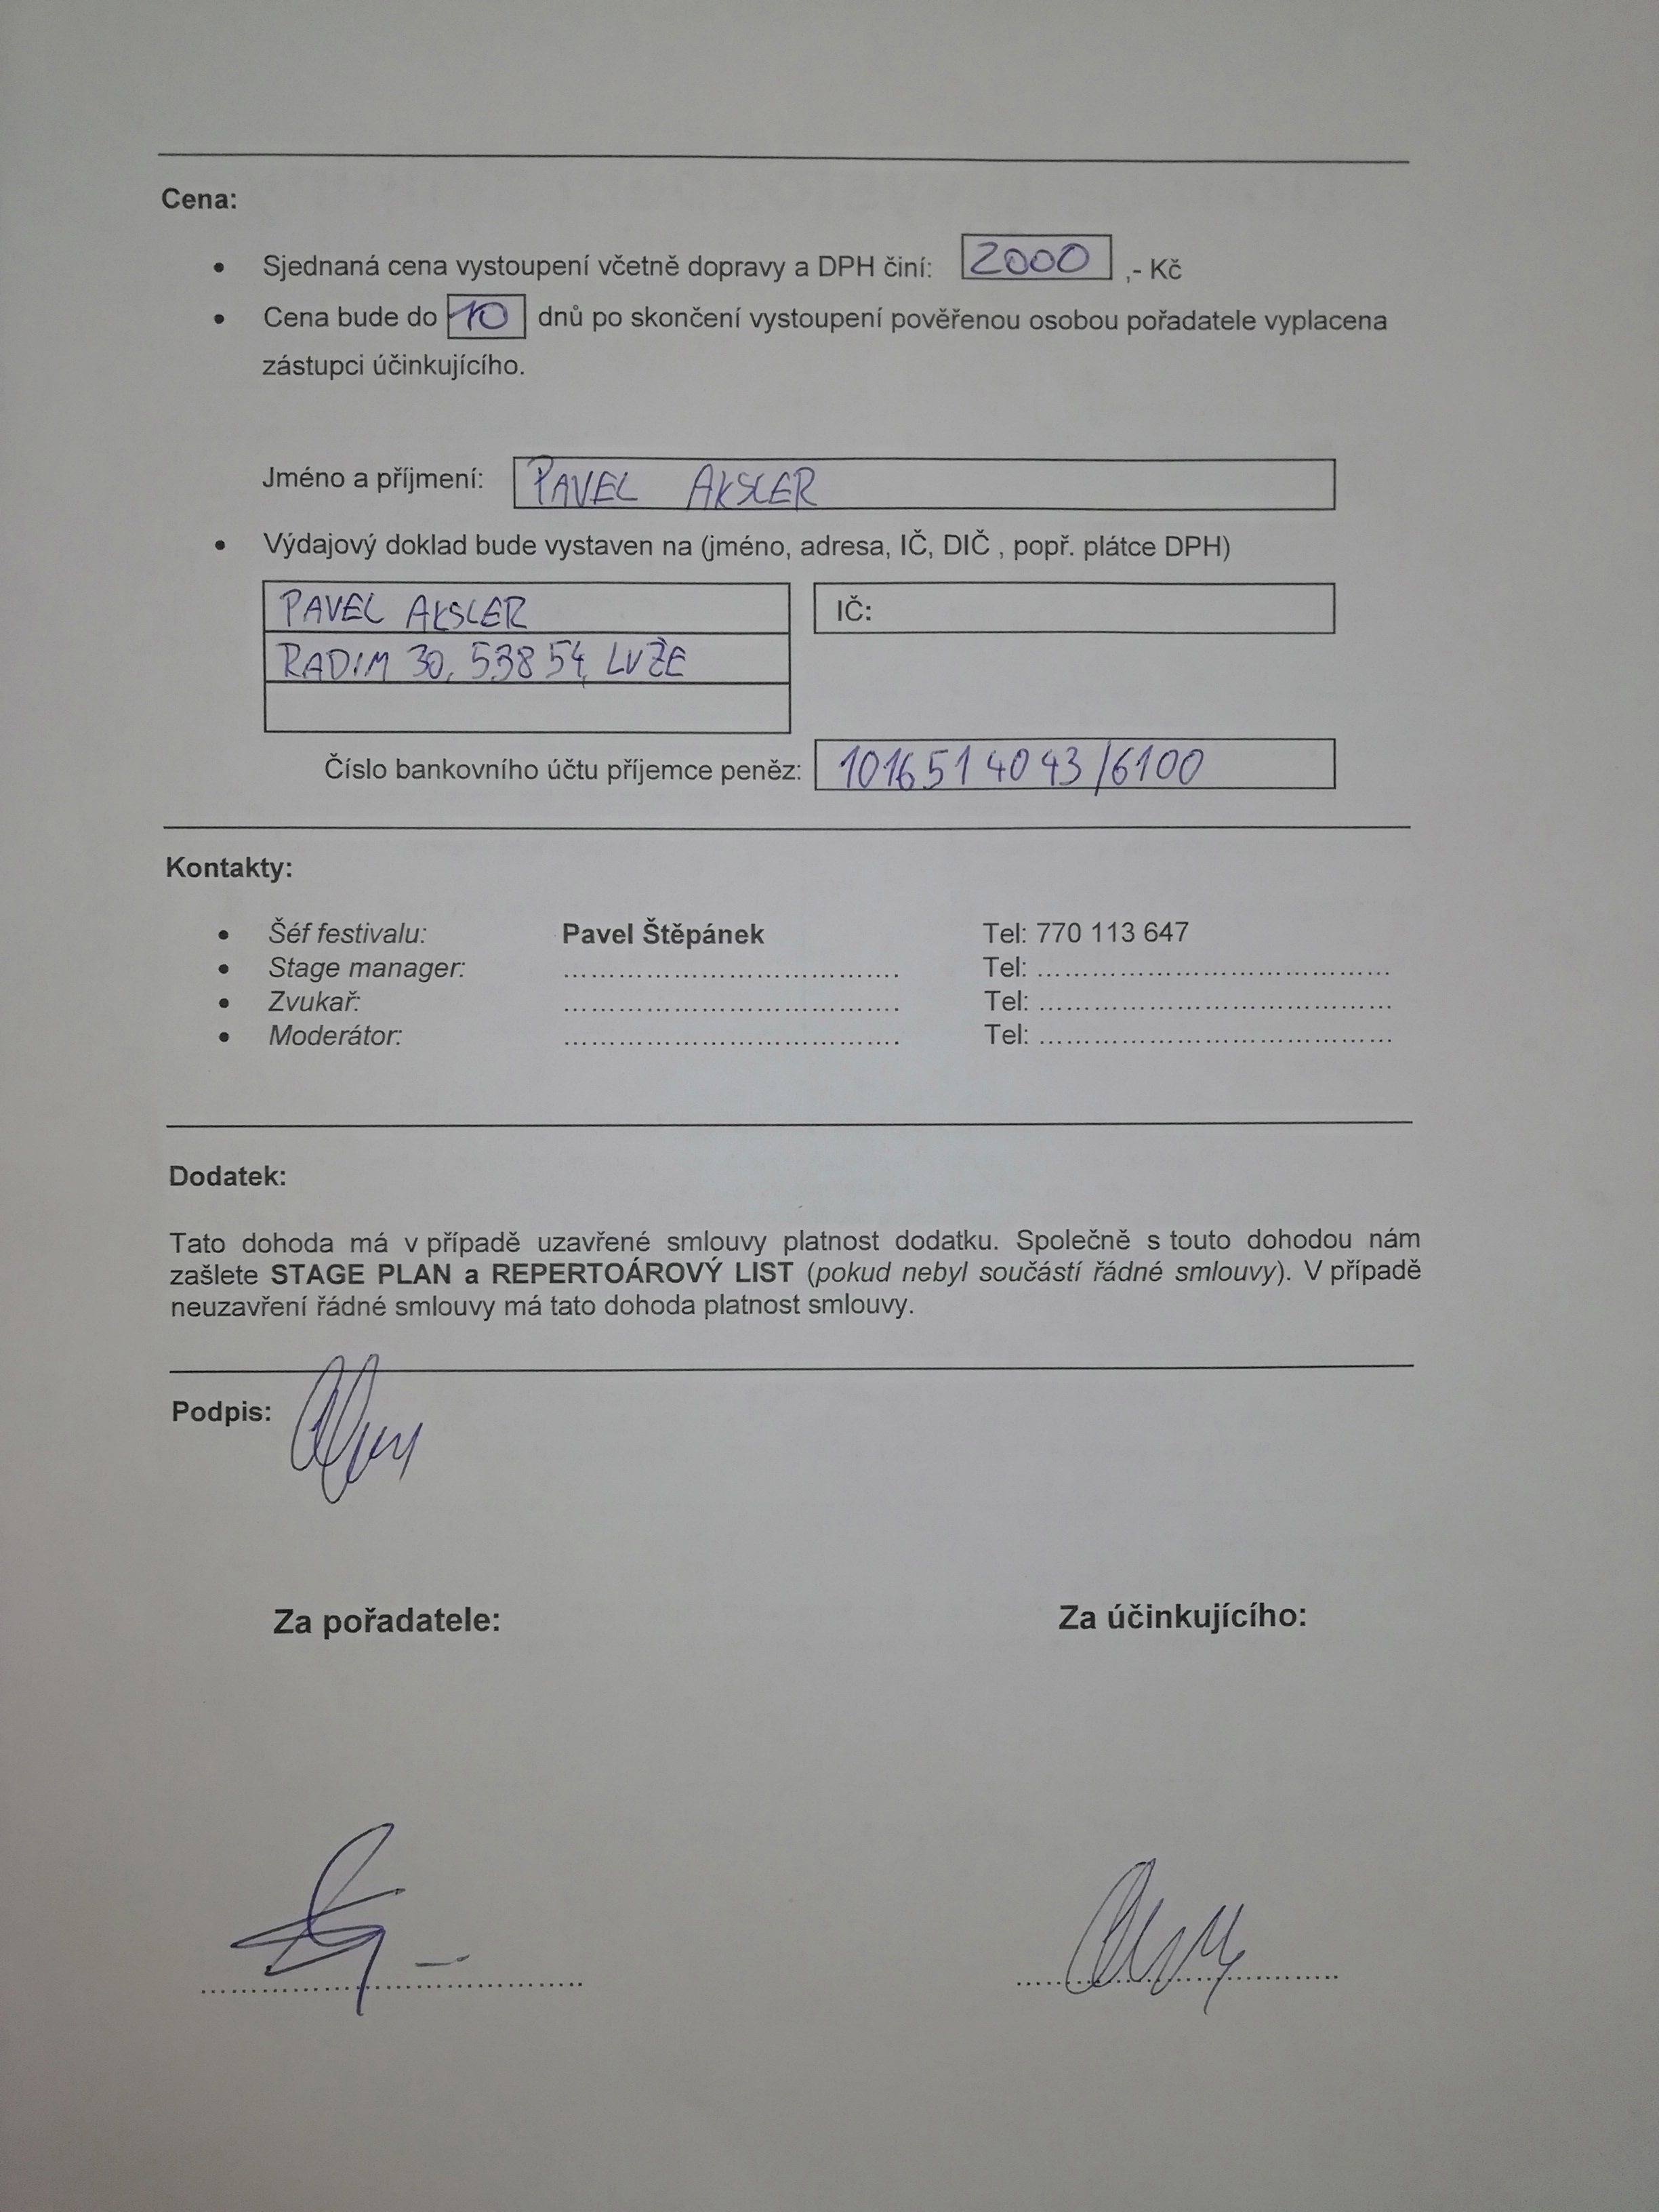 Cena:
• Sjednaná cena vystoupení včetně dopravy a DPH činí: 2000 ,- Kč
• Cena bude do 10 dnů po skončení vystoupení pověřenou osobou pořadatele vyplacena
zástupci účinkujícího.
Jméno a příjmení: PAVEL AKSLER
• Výdajový doklad bude vystaven na (jméno, adresa, IČ, DIČ , popř. plátce DPH)
PAVEL AKSLER IČ:
RADIM 30, 538 54, LUŽE
Číslo bankovního účtu příjemce peněz: 1016514043/6100
Kontakty:
• Šéf festivalu: Pavel Štěpánek Tel: 770 113 647
• Stage manager: ........................................ Tel: ........................................
• Zvukař: ........................................ Tel: ........................................
• Moderátor: ........................................ Tel: ........................................
Dodatek:
Tato dohoda má v případě uzavřené smlouvy platnost dodatku. Společně s touto dohodou nám
zašlete STAGE PLAN a REPERTOÁROVÝ LIST (pokud nebyl součástí řádné smlouvy). V případě
neuzavření řádné smlouvy má tato dohoda platnost smlouvy.
Podpis:
Za pořadatele: Za účinkujícího: